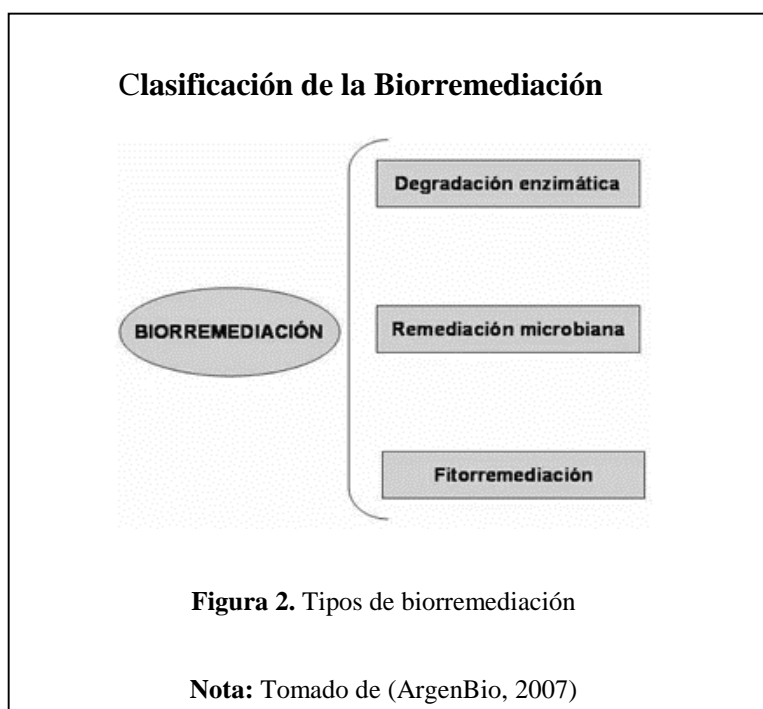 Clasificación de la Biorremediación
Degradación enzimática
BIORREMEDIACIÓN
Remediación microbiana
Fitorremediación
Figura 2. Tipos de biorremediación
Nota: Tomado de (ArgenBio, 2007)